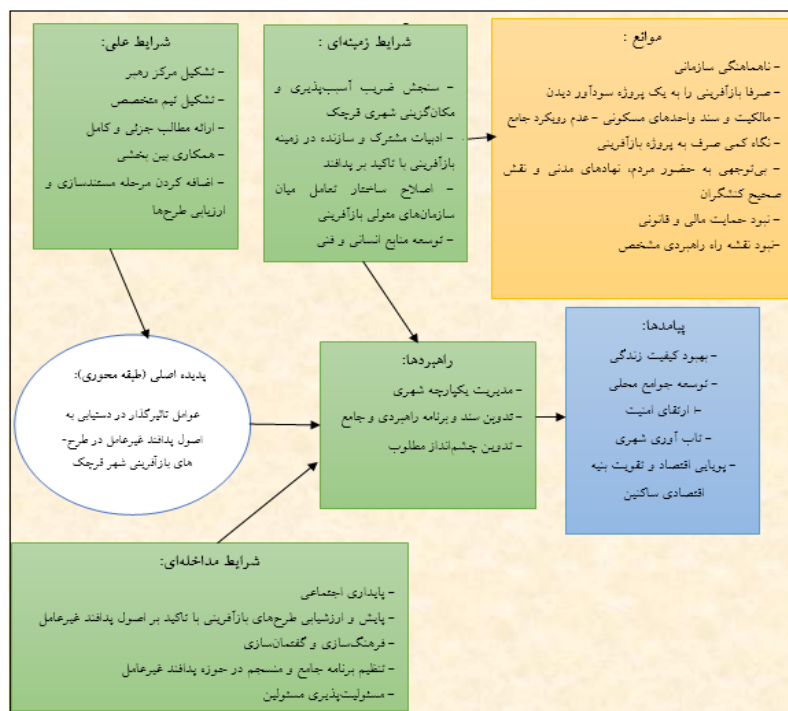 شرایط علی:
- تشکیل مرکز رهبر
- تشکیل تیم متخصص
- ارائه مطالب جزئی و کامل
- همکاری بین بخشی
- اضافه کردن مرحله مستندسازی و
ارزیابی طرح‌ها
شرایط زمینه‌ای :
- سنجش ضریب آسیب‌پذیری و
مکان‌گزینی شهری قرچک
- ادبیات مشترک و سازنده در زمینه
بازآفرینی با تاکید بر پدافند
- اصلاح ساختار تعامل میان
سازمان‌های متولی بازآفرینی
- توسعه منابع انسانی و فنی
موانع :
- ناهماهنگی سازمانی
- صرفا بازآفرینی را به یک پروژه سودآور دیدن
- مالکیت و سند واحدهای مسکونی - عدم رویکرد جامع
- نگاه کمی صرف به پروژه بازآفرینی
- بی‌توجهی به حضور مردم، نهادهای مدنی و نقش
صحیح کنشگران
- نبود حمایت مالی و قانونی
-نبود نقشه راه راهبردی مشخص
پدیده اصلی (طبقه محوری):
عوامل تاثیرگذار در دستیابی به
اصول پدافند غیرعامل در طرح-
های بازآفرینی شهر قرچک
راهبردها:
- مدیریت یکپارچه شهری
- تدوین سند و برنامه راهبردی و جامع
- تدوین چشم‌انداز مطلوب
پیامدها:
- بهبود کیفیت زندگی
- توسعه جوامع محلی
- ارتقای امنیت
- تاب آوری شهری
- پویایی اقتصاد و تقویت بنیه
اقتصادی ساکنین
شرایط مداخله‌ای:
- پایداری اجتماعی
- پایش و ارزشیابی طرح‌های بازآفرینی با تاکید بر اصول پدافند غیرعامل
- فرهنگ‌سازی و گفتمان‌سازی
- تنظیم برنامه جامع و منسجم در حوزه پدافند غیرعامل
- مسئولیت‌پذیری مسئولین